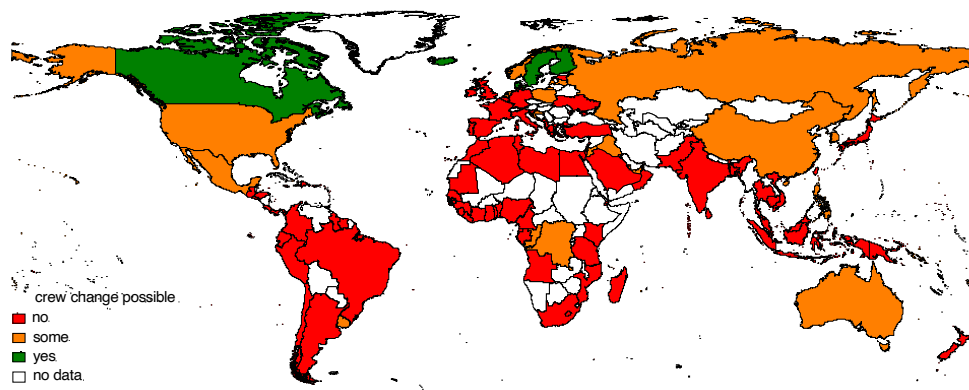 crew change possible
no
some
yes
no data